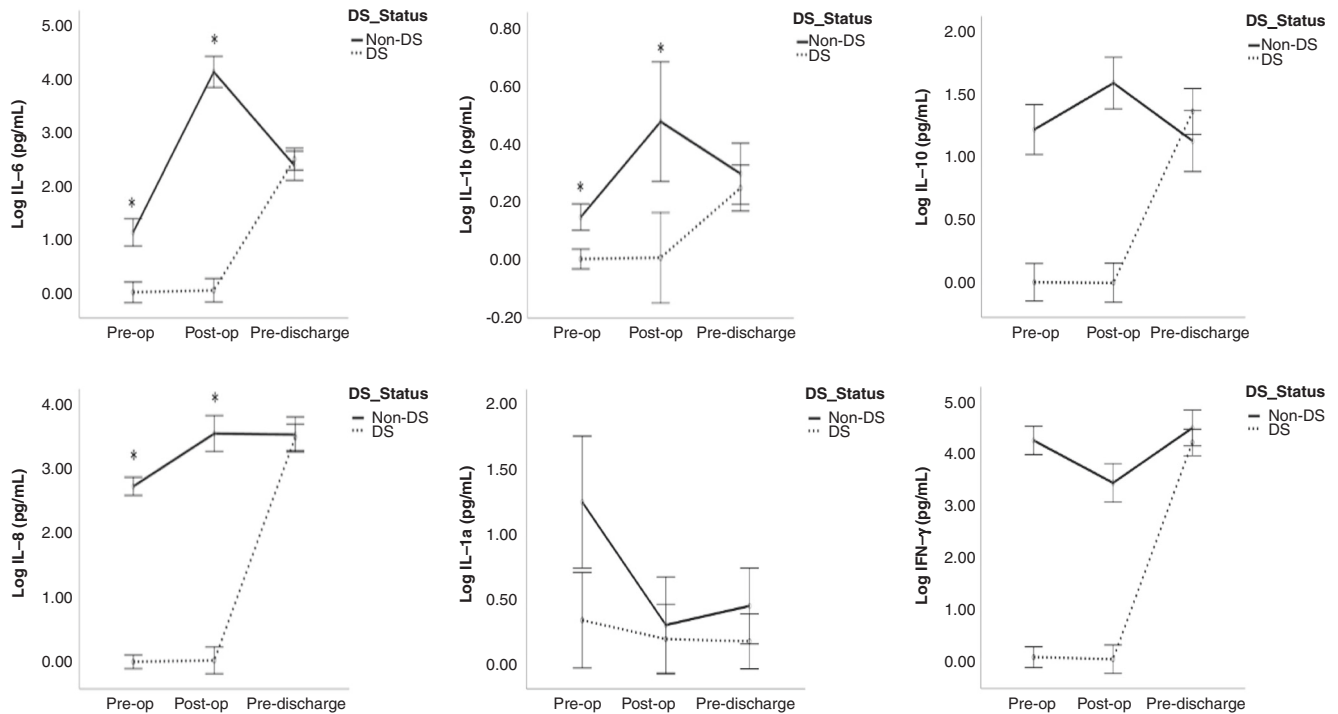 DS_Status
Non-DS
DS
Log IL–6 (pg/mL)
5.00
4.00
3.00
2.00
1.00
0.00
*
*
Pre-op Post-op Pre-discharge
DS_Status
Non-DS
DS
Log IL–1b (pg/mL)
0.80
0.60
0.40
0.20
0.00
-0.20
*
*
Pre-op Post-op Pre-discharge
DS_Status
Non-DS
DS
Log IL–10 (pg/mL)
2.00
1.50
1.00
0.50
0.00
Pre-op Post-op Pre-discharge
DS_Status
Non-DS
DS
Log IL–8 (pg/mL)
4.00
3.00
2.00
1.00
0.00
*
*
Pre-op Post-op Pre-discharge
DS_Status
Non-DS
DS
Log IL–1a (pg/mL)
2.00
1.50
1.00
0.50
0.00
Pre-op Post-op Pre-discharge
DS_Status
Non-DS
DS
Log IFN–γ (pg/mL)
5.00
4.00
3.00
2.00
1.00
0.00
Pre-op Post-op Pre-discharge